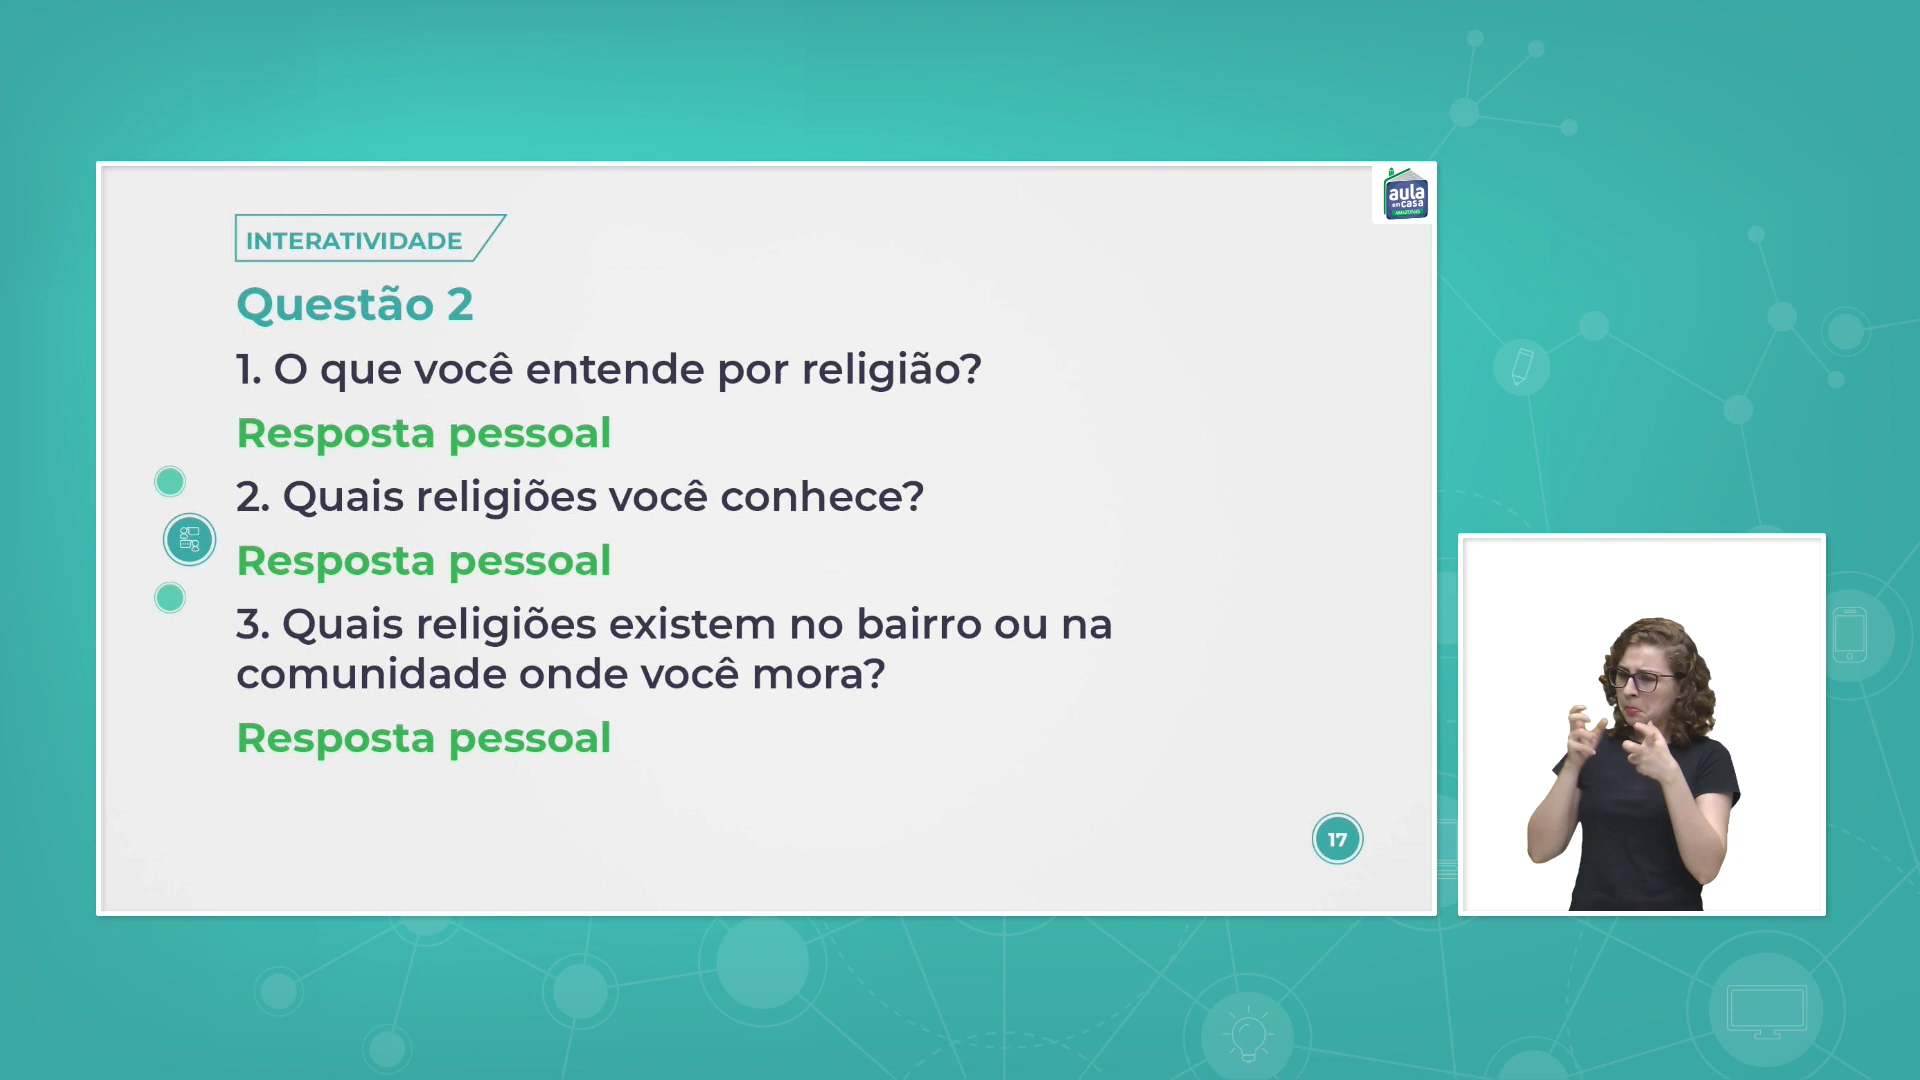 aula
em casa
AMAZONAS
INTERATIVIDADE
Questão 2
1. O que você entende por religião?
Resposta pessoal
2. Quais religiões você conhece?
Resposta pessoal
3. Quais religiões existem no bairro ou na
comunidade onde você mora?
Resposta pessoal
17